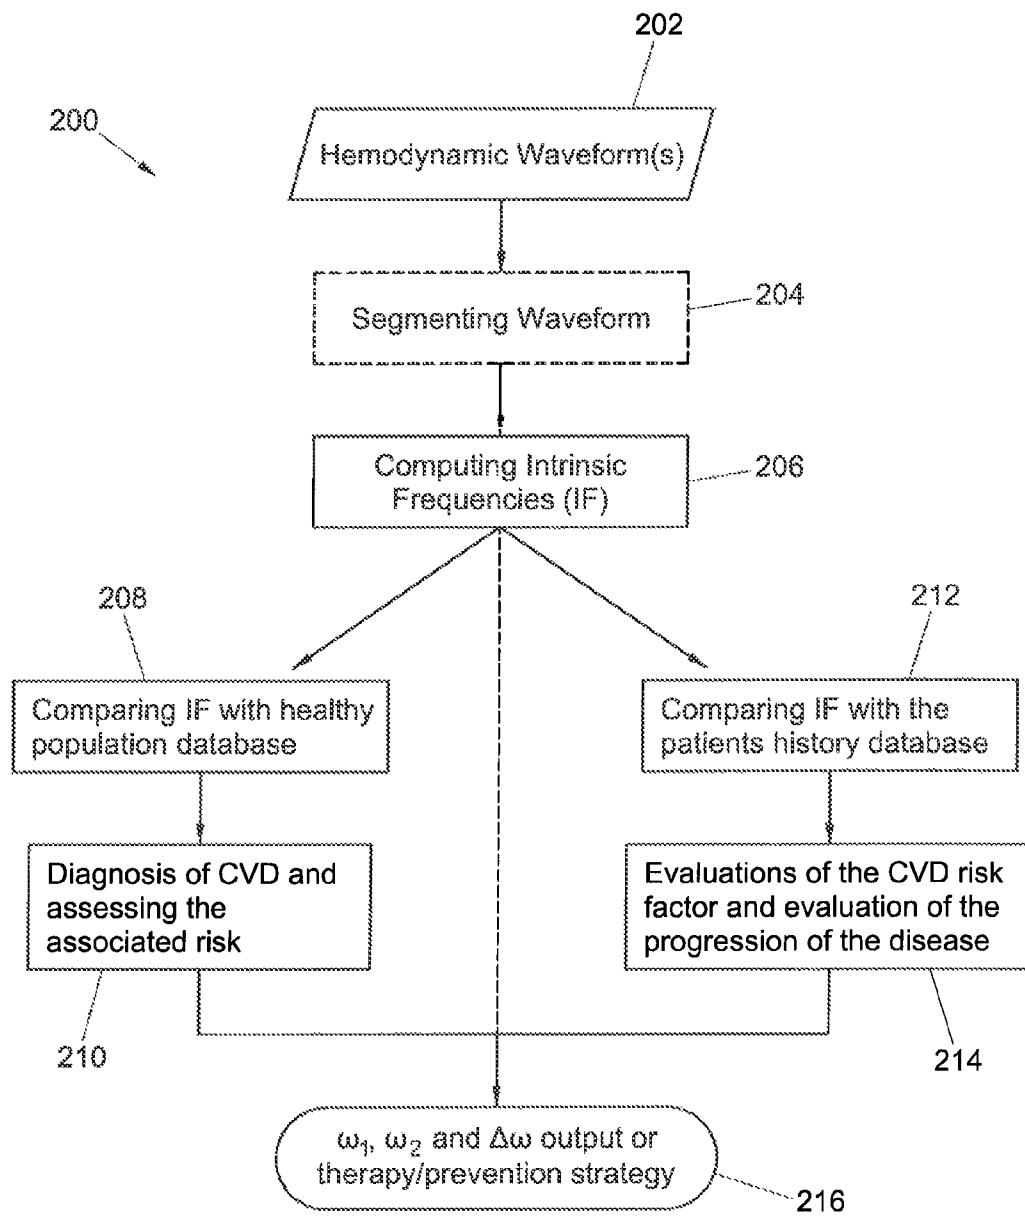 202
200
Hemodynamic Waveform(s)
Segmenting Waveform
204
Computing Intrinsic
Frequencies (IF)
206
208
212
Comparing IF with healthy
population database
Comparing IF with the
patients history database
Diagnosis of CVD and
assessing the
associated risk
Evaluations of the CVD risk
factor and evaluation of the
progression of the disease
210
214
ω₁, ω₂ and Δω output or
therapy/prevention strategy
216